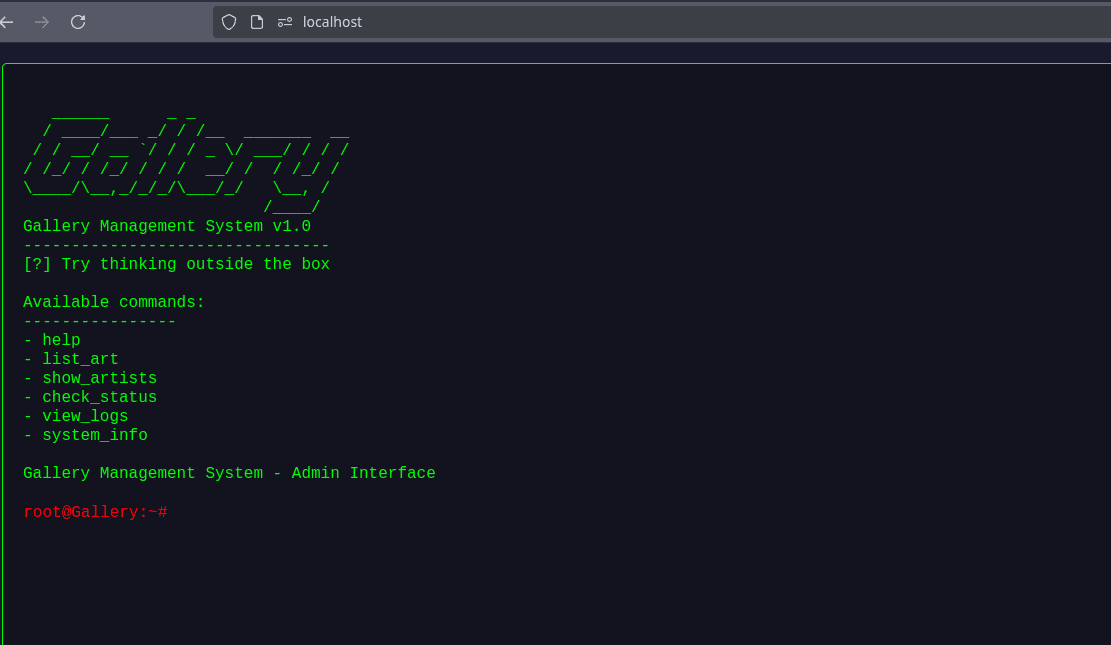 localhost
   ______      _ _
  / ____/___ _/ / /__  _______  __
 / / __/ __ `/ / / _ \/ ___/ / / /
/ /_/ / /_/ / / /  __/ /  / /_/ /
\____/\__,_/_/_/\___/_/   \__, /
                         /____/
Gallery Management System v1.0
--------------------------------
[?] Try thinking outside the box
Available commands:
----------------
- help
- list_art
- show_artists
- check_status
- view_logs
- system_info
Gallery Management System - Admin Interface
root@Gallery:~#